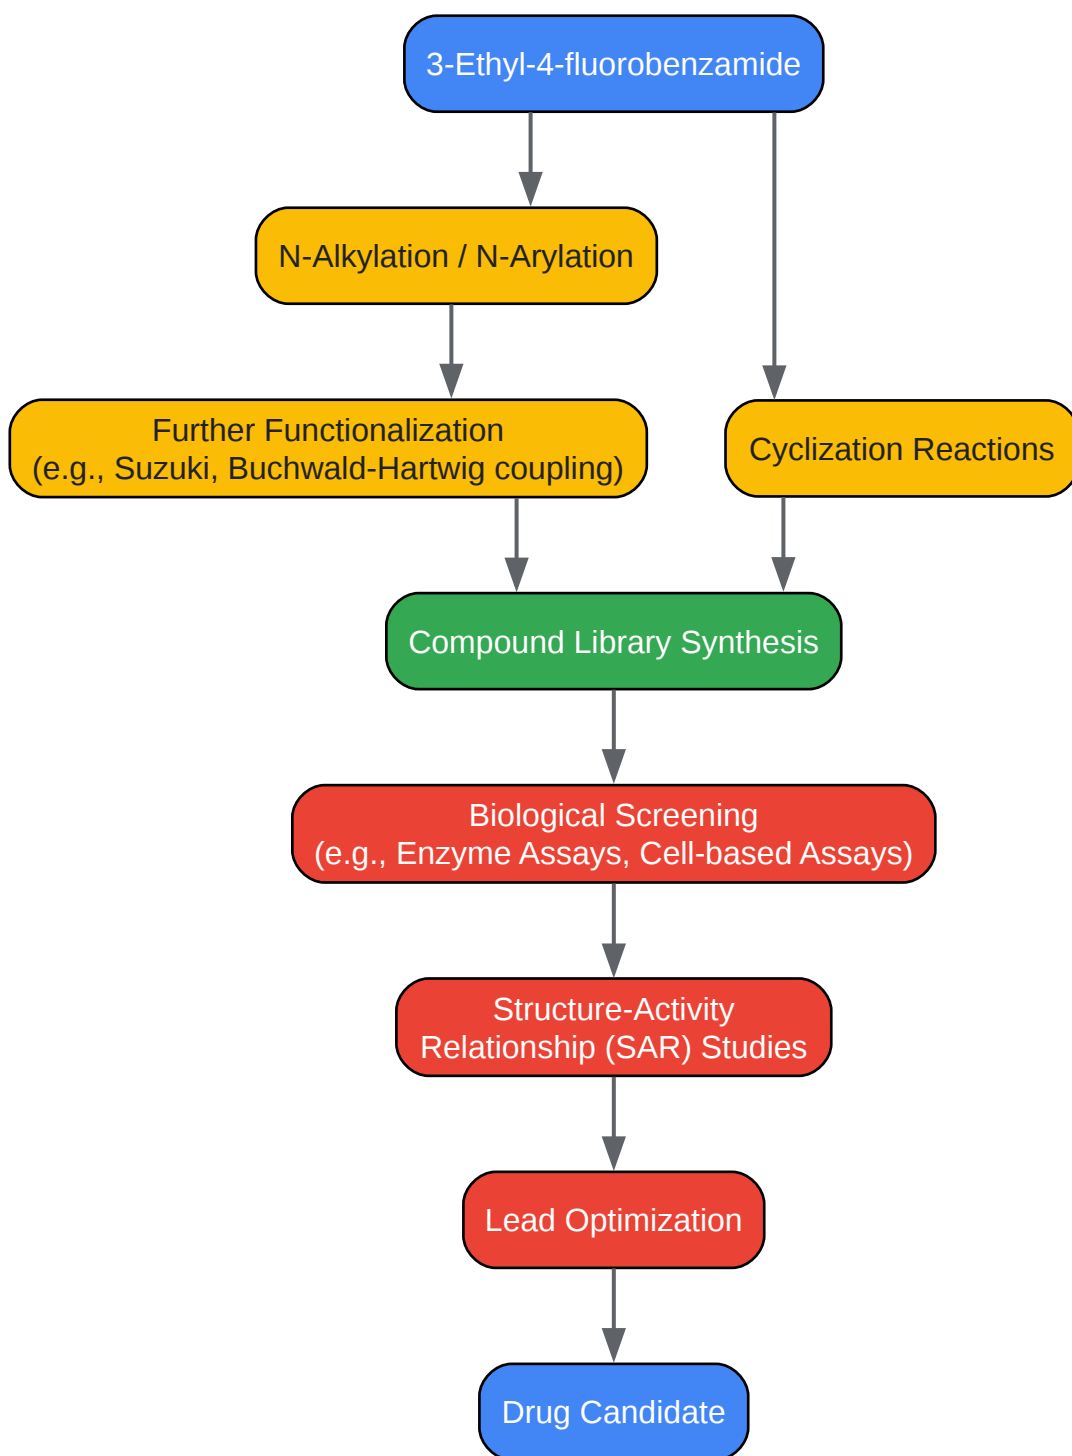 3-Ethyl-4-fluorobenzamide
N-Alkylation / N-Arylation
Further Functionalization
(e.g., Suzuki, Buchwald-Hartwig coupling)
Cyclization Reactions
Compound Library Synthesis
Biological Screening
(e.g., Enzyme Assays, Cell-based Assays)
Structure-Activity
Relationship (SAR) Studies
Lead Optimization
Drug Candidate